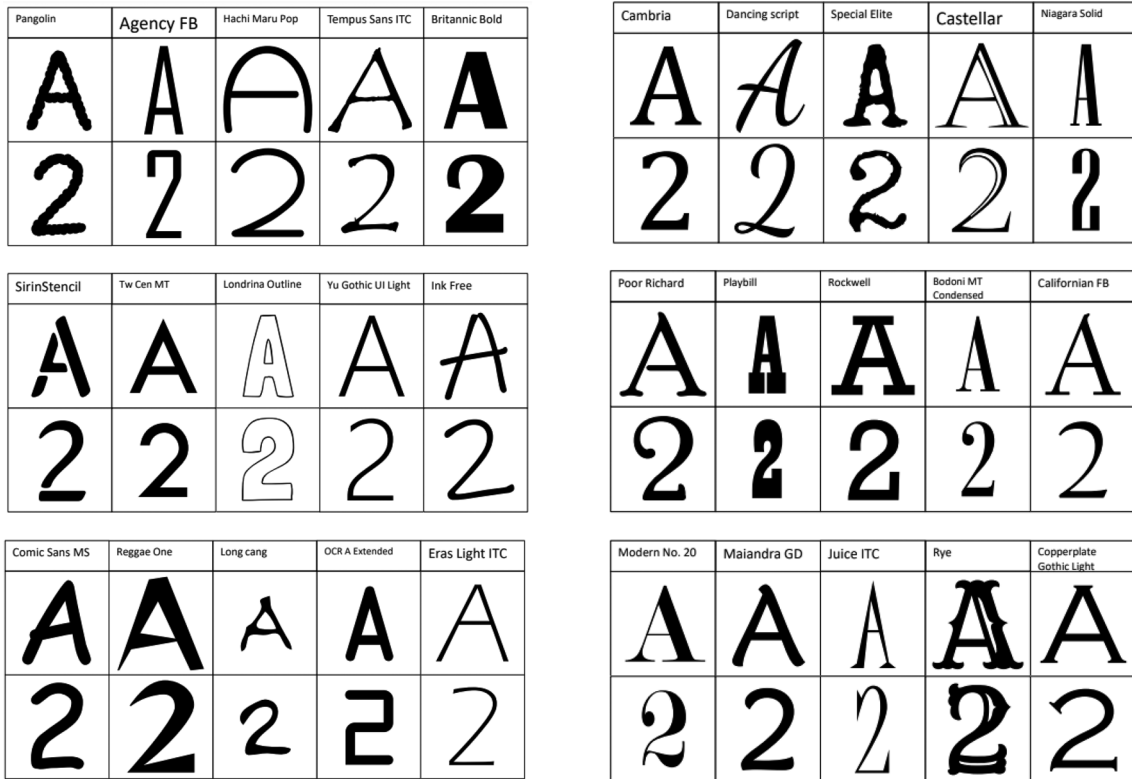 Pangolin Agency FB Hachi Maru Pop Tempus Sans ITC Britannic Bold
A A A A A
2 2 2 2 2
Cambria Dancing script Special Elite Castellar Niagara Solid
A A A A A
2 2 2 2 2
SirinStencil Tw Cen MT Londrina Outline Yu Gothic UI Light Ink Free
A A A A A
2 2 2 2 2
Poor Richard Playbill Rockwell Bodoni MT Condensed Californian FB
A A A A A
2 2 2 2 2
Comic Sans MS Reggae One Long cang OCR A Extended Eras Light ITC
A A A A A
2 2 2 2 2
Modern No. 20 Maiandra GD Juice ITC Rye Copperplate Gothic Light
A A A A A
2 2 2 2 2